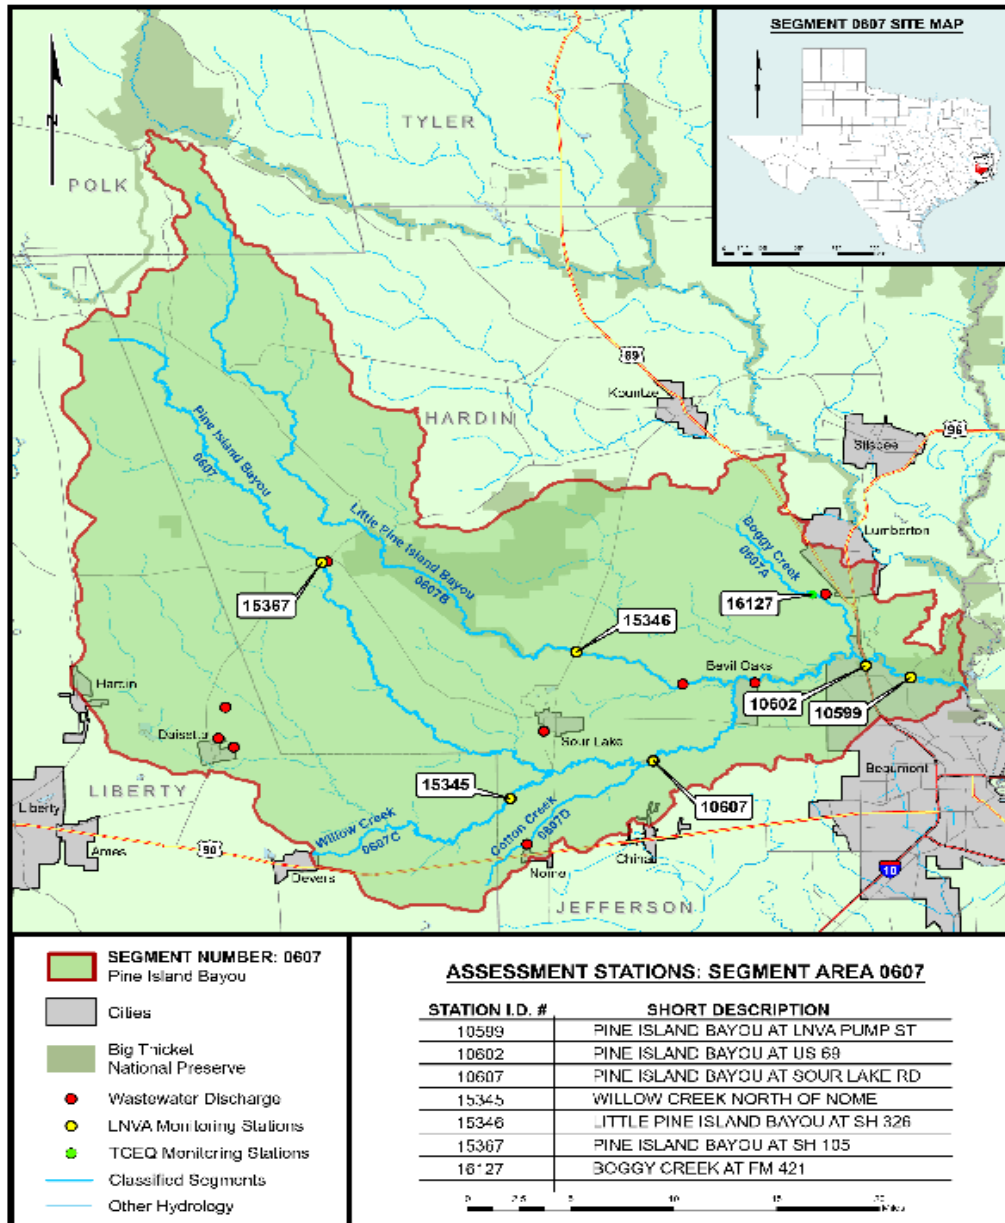 SEGMENT 0607 SITE MAP
N
TYLER
POLK
HARDIN
69
Kountze
Silsbee
96
Lumberton
Pine Island Bayou
0607
Little Pine Island Bayou
0607B
Boggy Creek
0607A
15367
16127
15346
Bevil Oaks
10602
10599
Hardin
Daisetta
Sour Lake
Beaumont
15345
10607
LIBERTY
Liberty
Ames
90
Willow Creek
0607C
Cotton Creek
0607D
China
Devers
Nome
10
JEFFERSON
SEGMENT NUMBER: 0607
Pine Island Bayou
Cities
Big Thicket
National Preserve
Wastewater Discharge
LNVA Monitoring Stations
TCEQ Monitoring Stations
Classified Segments
Other Hydrology
ASSESSMENT STATIONS: SEGMENT AREA 0607
STATION I.D. # SHORT DESCRIPTION
10599 PINE ISLAND BAYOU AT LNVA PUMP ST
10602 PINE ISLAND BAYOU AT US 69
10607 PINE ISLAND BAYOU AT SOUR LAKE RD
15345 WILLOW CREEK NORTH OF NOME
15346 LITTLE PINE ISLAND BAYOU AT SH 326
15367 PINE ISLAND BAYOU AT SH 105
16127 BOGGY CREEK AT FM 421
0 2.5 5 10 15 20
Miles